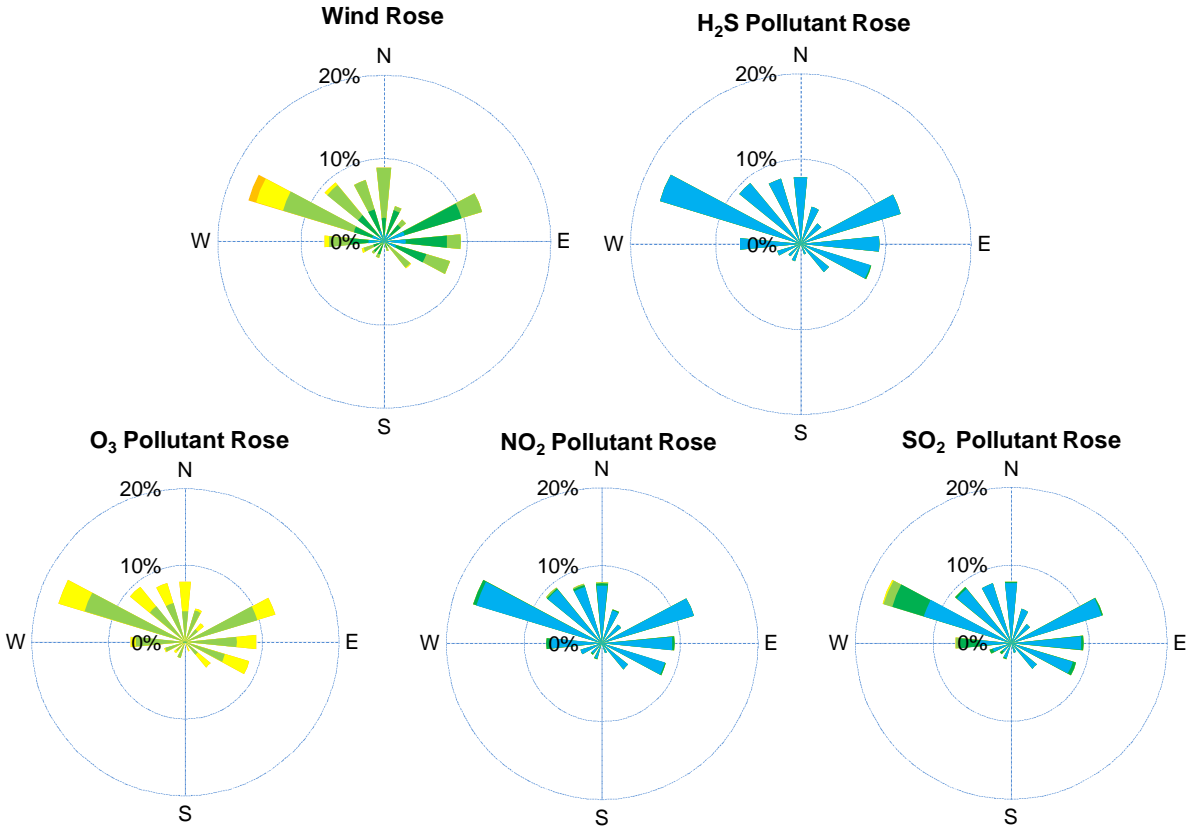 Wind Rose
N
20%
10%
0%
W
E
S
H₂S Pollutant Rose
N
20%
10%
0%
W
E
S
O₃ Pollutant Rose
N
20%
10%
0%
W
E
S
NO₂ Pollutant Rose
N
20%
10%
0%
W
E
S
SO₂ Pollutant Rose
N
20%
10%
0%
W
E
S